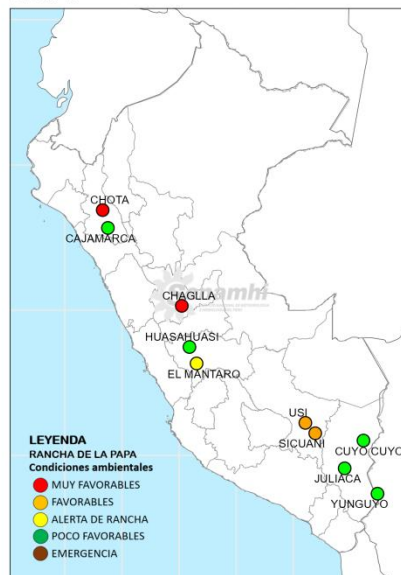 CHOTA
CAJAMARCA
Senamhi
CHAGLLA
HUASAHUASI
EL MANTARO
USI
SICUANI
CUYO CUYO
JULIACA
YUNGUYO
LEYENDA
RANCHA DE LA PAPA
Condiciones ambientales
MUY FAVORABLES
FAVORABLES
ALERTA DE RANCHA
POCO FAVORABLES
EMERGENCIA